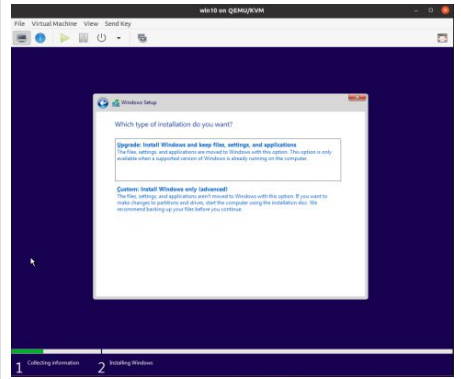 win10 on QEMU/KVM
File Virtual Machine View Send Key
Windows Setup
Which type of installation do you want?
Upgrade: Install Windows and keep files, settings, and applications
The files, settings, and applications are moved to Windows with this option. This option is only
available when a supported version of Windows is already running on the computer.
Custom: Install Windows only (advanced)
The files, settings, and applications aren't moved to Windows with this option. If you want to
make changes to partitions and drives, start the computer using the installation disc. We
recommend backing up your files before you continue.
1 Collecting information 2 Installing Windows